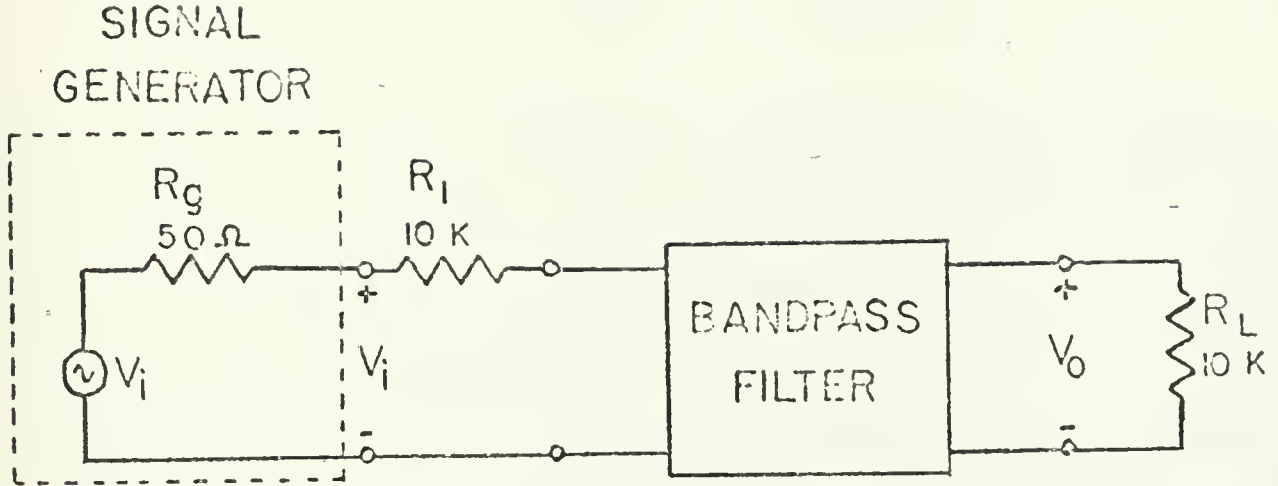 SIGNAL
GENERATOR
Rg
50 Ω
R1
10 K
+
+
Vi
Vi
BANDPASS
FILTER
Vo
RL
10 K
-
-